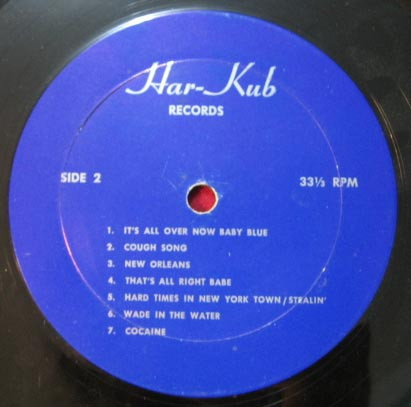 Har-Kub
RECORDS
SIDE 2
33⅓ RPM
1. IT'S ALL OVER NOW BABY BLUE
2. COUGH SONG
3. NEW ORLEANS
4. THAT'S ALL RIGHT BABE
5. HARD TIMES IN NEW YORK TOWN/STEALIN'
6. WADE IN THE WATER
7. COCAINE